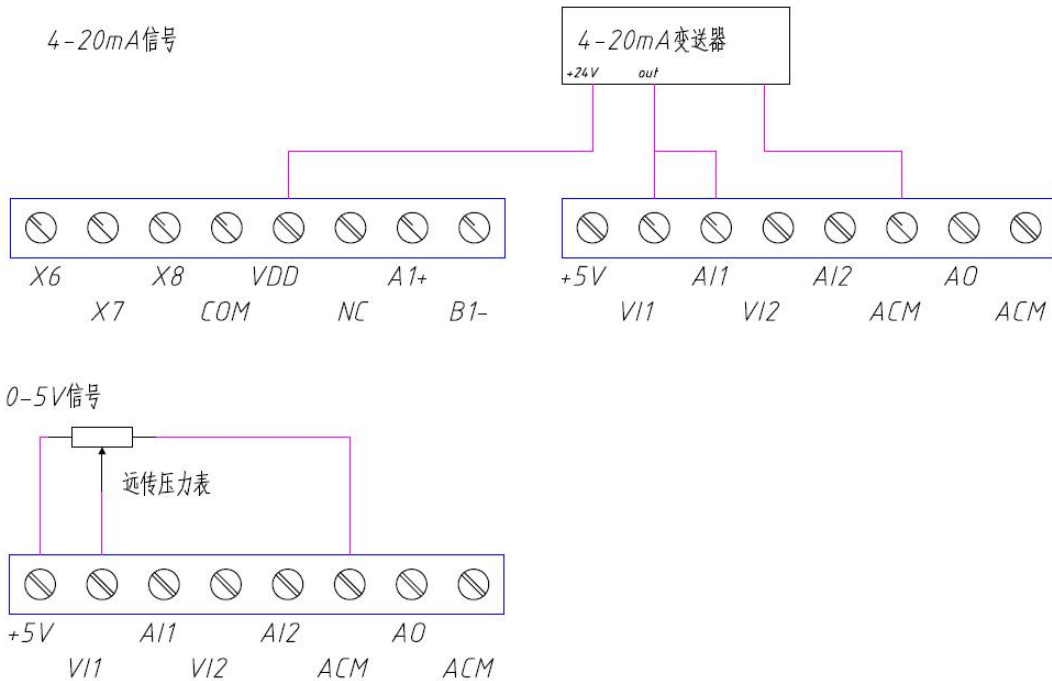 4-20mA信号
4-20mA变送器
+24V out
X6 X8 VDD A1+
X7 COM NC B1-
+5V AI1 AI2 AO
VI1 VI2 ACM ACM
0-5V信号
远传压力表
+5V AI1 AI2 AO
VI1 VI2 ACM ACM